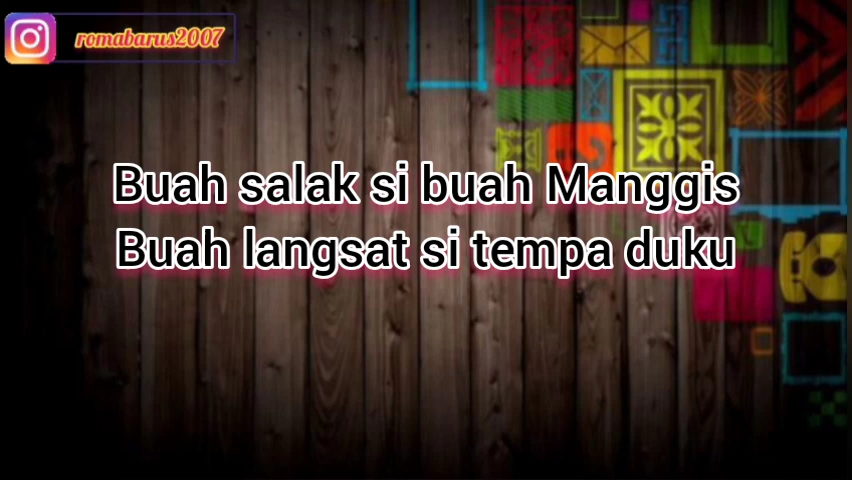 romabarus2007
Buah salak si buah Manggis
Buah langsat si tempa duku